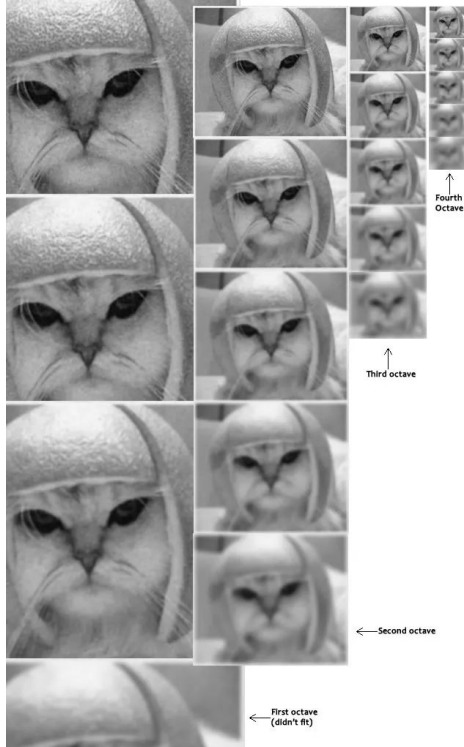 Fourth
Octave
Third octave
Second octave
First octave
(didn't fit)